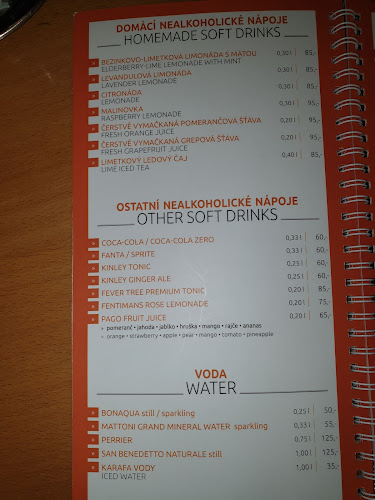 DOMÁCÍ NEALKOHOLICKÉ NÁPOJE
HOMEMADE SOFT DRINKS
BEZINKOVO-LIMETKOVÁ LIMONÁDA S MÁTOU 0,30 l 85,-
ELDERBERRY-LIME LEMONADE WITH MINT
LEVANDULOVÁ LIMONÁDA 0,30 l 85,-
LAVENDER LEMONADE
CITRONÁDA 0,30 l 85,-
LEMONADE
MALINOVKA 0,30 l 95,-
RASPBERRY LEMONADE
ČERSTVĚ VYMAČKANÁ POMERANČOVÁ ŠŤÁVA 0,20 l 95,-
FRESH ORANGE JUICE
ČERSTVĚ VYMAČKANÁ GREPOVÁ ŠŤÁVA 0,20 l 95,-
FRESH GRAPEFRUIT JUICE
LIMETKOVÝ LEDOVÝ ČAJ 0,40 l 85,-
LIME ICED TEA
OSTATNÍ NEALKOHOLICKÉ NÁPOJE
OTHER SOFT DRINKS
COCA-COLA / COCA-COLA ZERO 0,33 l 60,-
FANTA / SPRITE 0,33 l 60,-
KINLEY TONIC 0,25 l 60,-
KINLEY GINGER ALE 0,25 l 60,-
FEVER TREE PREMIUM TONIC 0,20 l 85,-
FENTIMANS ROSE LEMONADE 0,20 l 75,-
PAGO FRUIT JUICE 0,20 l 65,-
• pomeranč • jahoda • jablko • hruška • mango • rajče • ananas
• orange • strawberry • apple • pear • mango • tomato • pineapple
VODA
WATER
BONAQUA still / sparkling 0,25 l 50,-
MATTONI GRAND MINERAL WATER sparkling 0,33 l 55,-
PERRIER 0,75 l 125,-
SAN BENEDETTO NATURALE still 1,00 l 125,-
KARAFA VODY 1,00 l 35,-
ICED WATER